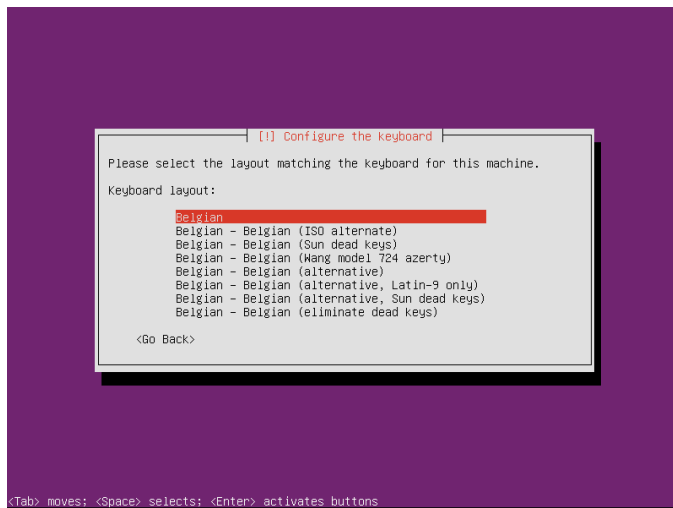 [!] Configure the keyboard
Please select the layout matching the keyboard for this machine.
Keyboard layout:
Belgian
Belgian – Belgian (ISO alternate)
Belgian – Belgian (Sun dead keys)
Belgian – Belgian (Wang model 724 azerty)
Belgian – Belgian (alternative)
Belgian – Belgian (alternative, Latin–9 only)
Belgian – Belgian (alternative, Sun dead keys)
Belgian – Belgian (eliminate dead keys)
<Go Back>
<Tab> moves; <Space> selects; <Enter> activates buttons